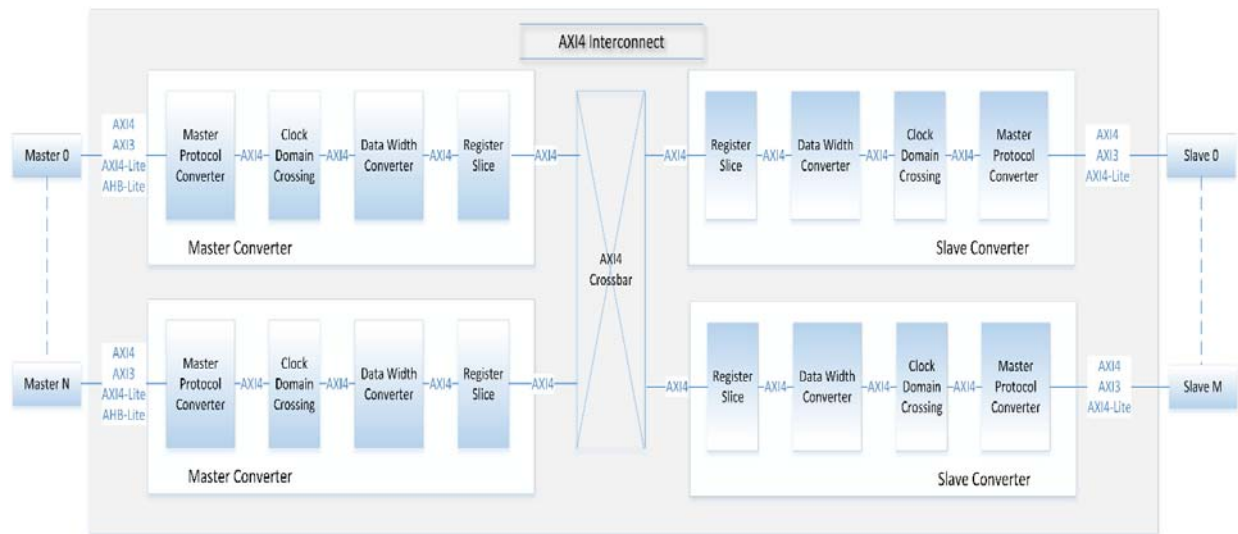 AXI4 Interconnect
Master 0
AXI4
AXI3
AXI4-Lite
AHB-Lite
Master
Protocol
Converter
AXI4
Clock
Domain
Crossing
AXI4
Data Width
Converter
AXI4
Register
Slice
AXI4
Master Converter
AXI4
Crossbar
AXI4
Register
Slice
AXI4
Data Width
Converter
AXI4
Clock
Domain
Crossing
AXI4
Master
Protocol
Converter
AXI4
AXI3
AXI4-Lite
Slave 0
Slave Converter
Master N
AXI4
AXI3
AXI4-Lite
AHB-Lite
Master
Protocol
Converter
AXI4
Clock
Domain
Crossing
AXI4
Data Width
Converter
AXI4
Register
Slice
AXI4
Master Converter
AXI4
Register
Slice
AXI4
Data Width
Converter
AXI4
Clock
Domain
Crossing
AXI4
Master
Protocol
Converter
AXI4
AXI3
AXI4-Lite
Slave M
Slave Converter